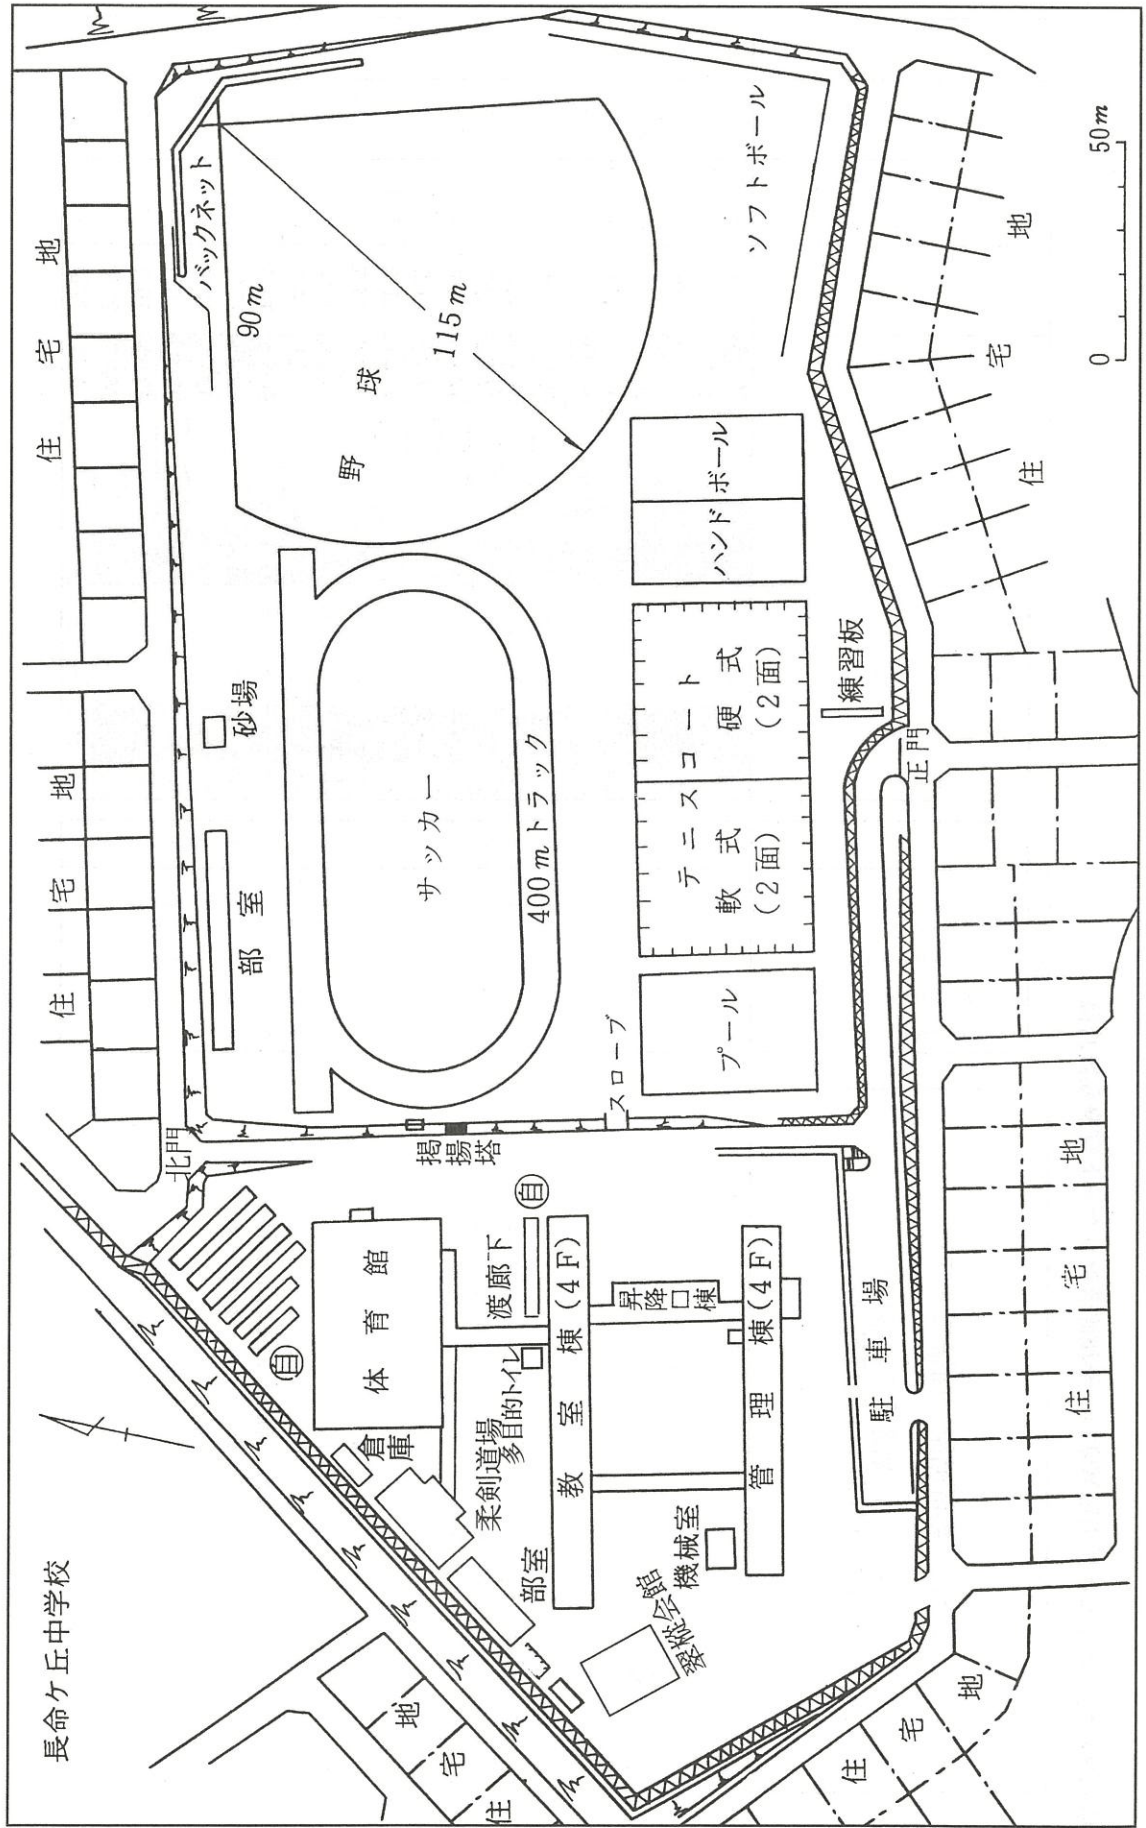 長命ケ丘中学校
住宅地
住宅地
住宅地
北門
バックネット
90m
115m
野球
ソフトボール
砂場
部室
サッカー
400mトラック
ハンドボール
テニスコート
硬式
(2面)
軟式
(2面)
練習板
プール
スロープ
掲揚塔
正門
体育館
自
自
倉庫
渡廊下
柔剣道場
多目的トイレ
部室
教室棟(4F)
昇降口棟
管理棟(4F)
機械室
駐車場
住宅地
住宅地
住宅地
0
50m